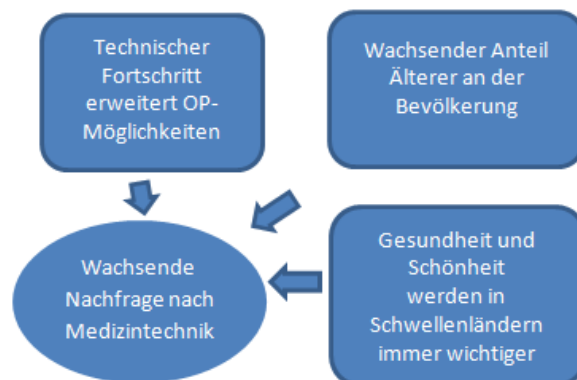 Technischer
Fortschritt
erweitert OP-
Möglichkeiten
Wachsender Anteil
Älterer an der
Bevölkerung
Wachsende
Nachfrage nach
Medizintechnik
Gesundheit und
Schönheit
werden in
Schwellenländern
immer wichtiger